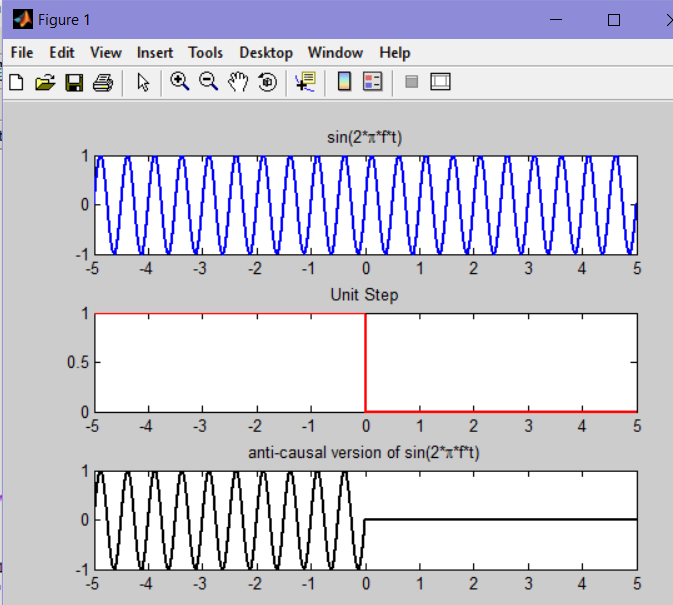 Figure 1
File Edit View Insert Tools Desktop Window Help
sin(2*π*f*t)
1
0
-1
-5 -4 -3 -2 -1 0 1 2 3 4 5
Unit Step
1
0.5
0
-5 -4 -3 -2 -1 0 1 2 3 4 5
anti-causal version of sin(2*π*f*t)
1
0
-1
-5 -4 -3 -2 -1 0 1 2 3 4 5